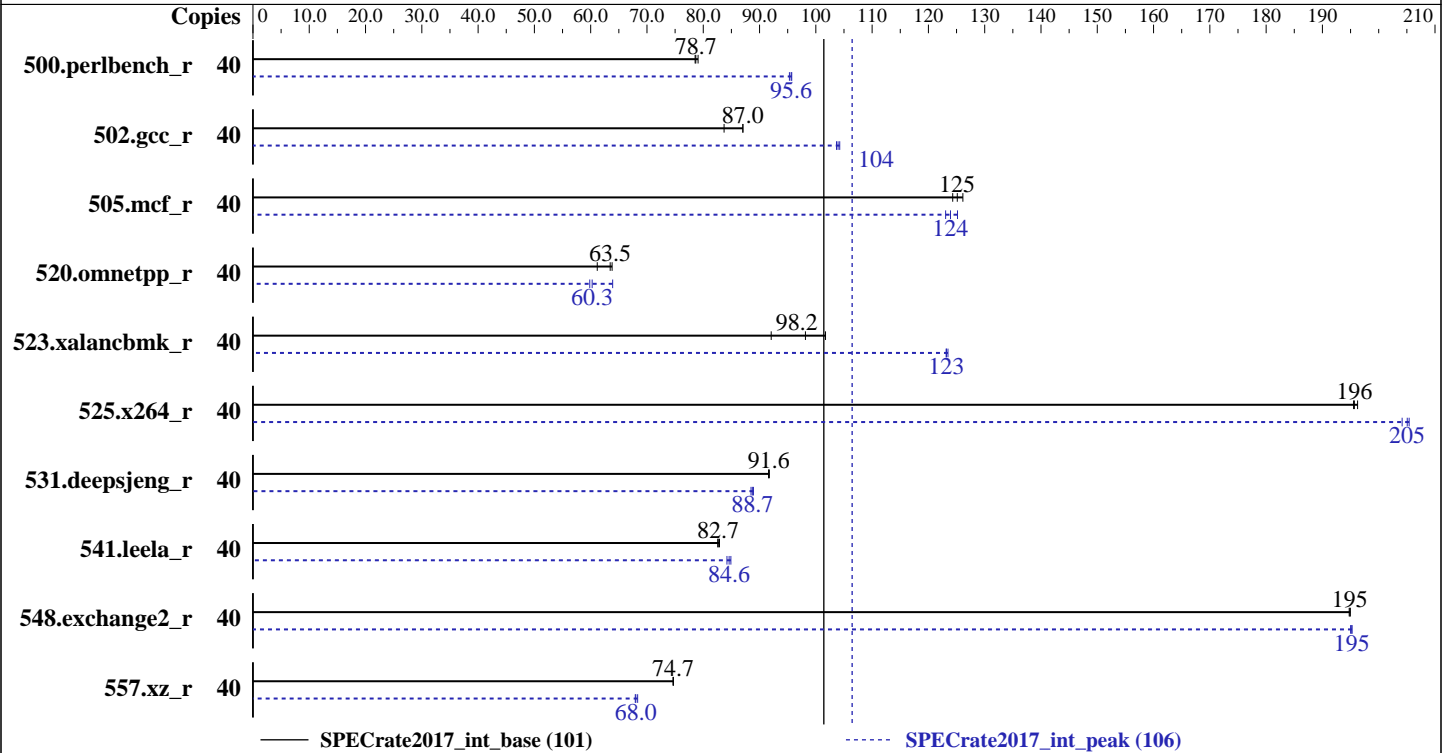 Copies 0 10.0 20.0 30.0 40.0 50.0 60.0 70.0 80.0 90.0 100 110 120 130 140 150 160 170 180 190 210
78.7
500.perlbench_r 40
95.6
87.0
502.gcc_r 40
104
125
505.mcf_r 40
124
63.5
520.omnetpp_r 40
60.3
98.2
523.xalancbmk_r 40
123
196
525.x264_r 40
205
91.6
531.deepsjeng_r 40
88.7
82.7
541.leela_r 40
84.6
195
548.exchange2_r 40
195
74.7
557.xz_r 40
68.0
SPECrate2017_int_base (101) SPECrate2017_int_peak (106)